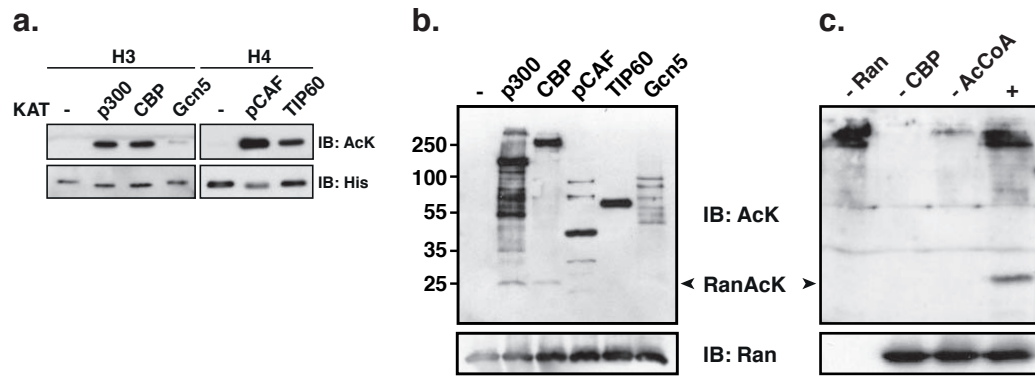 a.
H3 H4
KAT - p300 CBP Gcn5 - pCAF TIP60
IB: AcK
IB: His
b.
- p300 CBP pCAF TIP60 Gcn5
250
100
55
35
25
IB: AcK
RanAcK
IB: Ran
c.
- Ran - CBP - AcCoA +